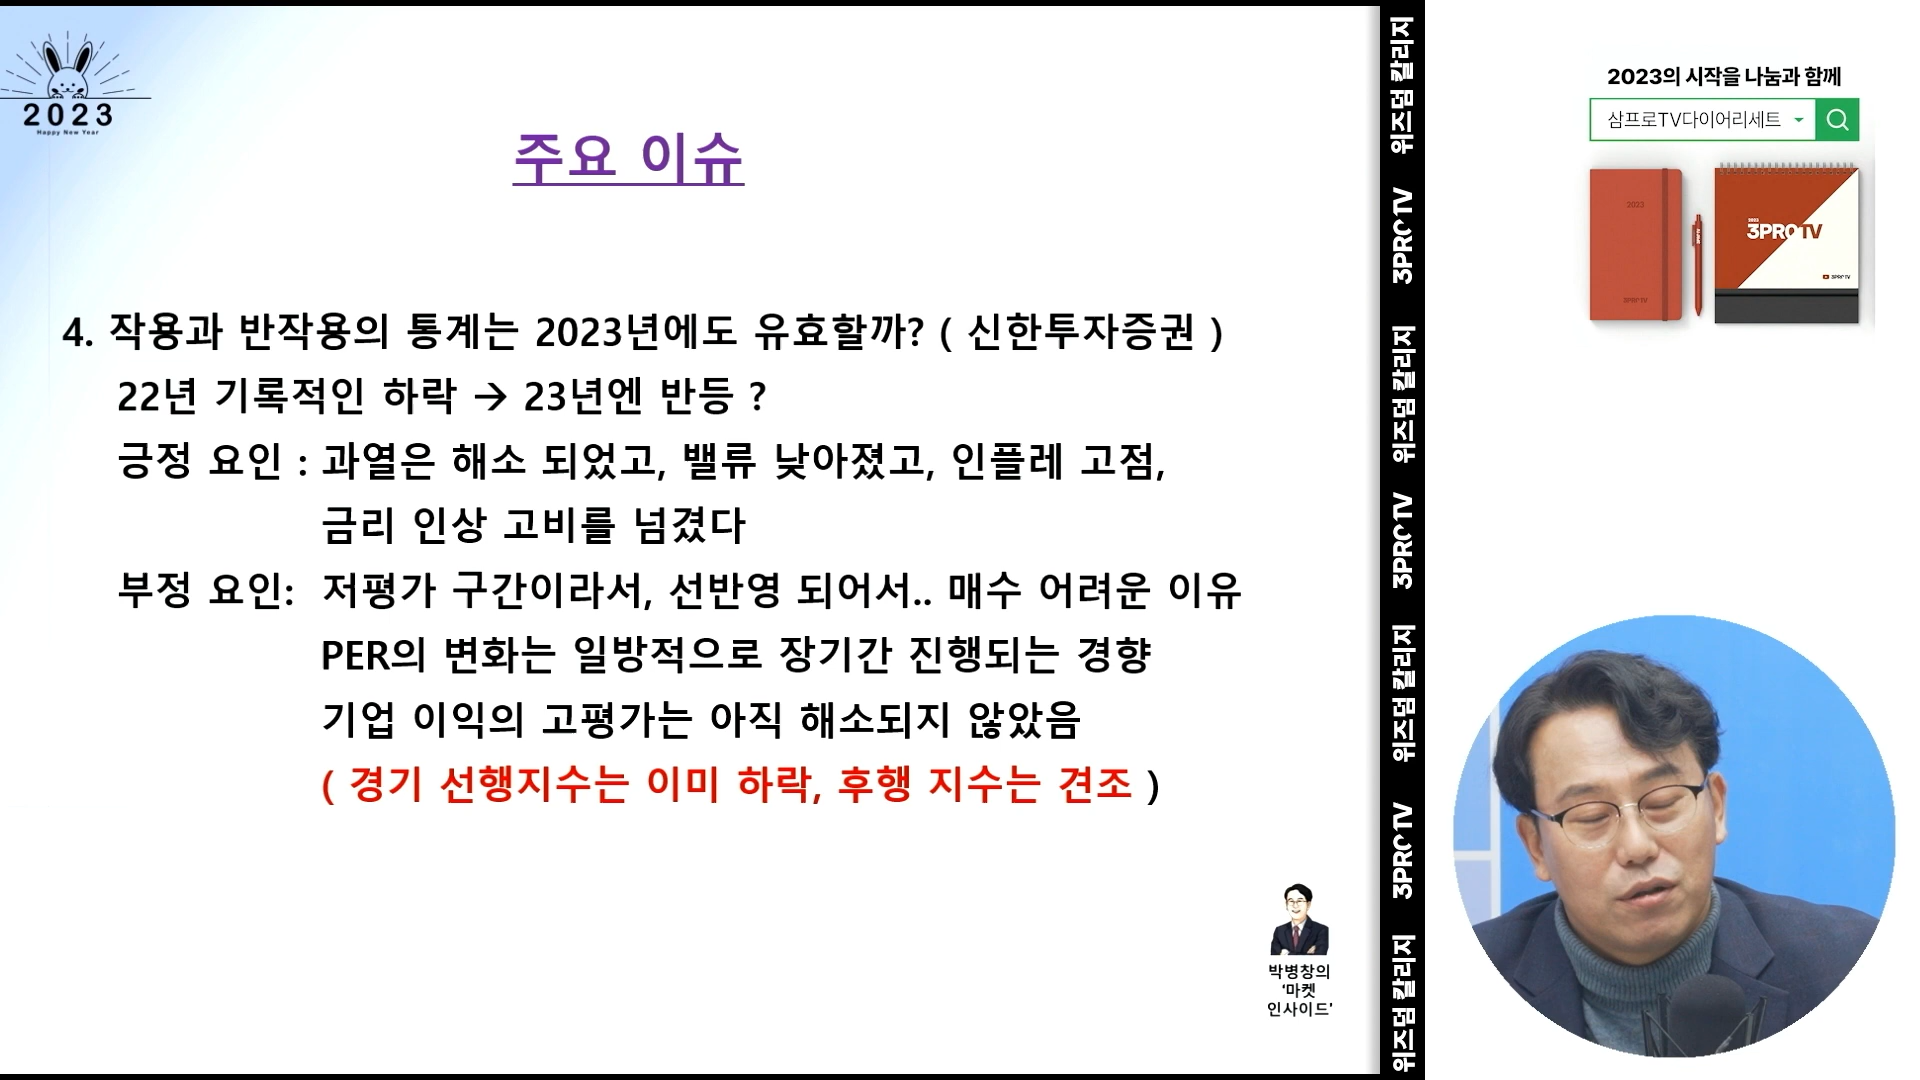 2023
Happy New Year
주요 이슈
4. 작용과 반작용의 통계는 2023년에도 유효할까? ( 신한투자증권 )
22년 기록적인 하락 → 23년엔 반등 ?
긍정 요인 : 과열은 해소 되었고, 밸류 낮아졌고, 인플레 고점,
금리 인상 고비를 넘겼다
부정 요인: 저평가 구간이라서, 선반영 되어서.. 매수 어려운 이유
PER의 변화는 일방적으로 장기간 진행되는 경향
기업 이익의 고평가는 아직 해소되지 않았음
( 경기 선행지수는 이미 하락, 후행 지수는 견조 )
박병창의
‘마켓
인사이드’
위즈덤 칼리지
3PROTV
위즈덤 칼리지
3PROTV
위즈덤 칼리지
3PROTV
위즈덤 칼리지
2023의 시작을 나눔과 함께
삼프로TV다이어리세트
2023
3PROTV
2023
3PROTV
3PROTV